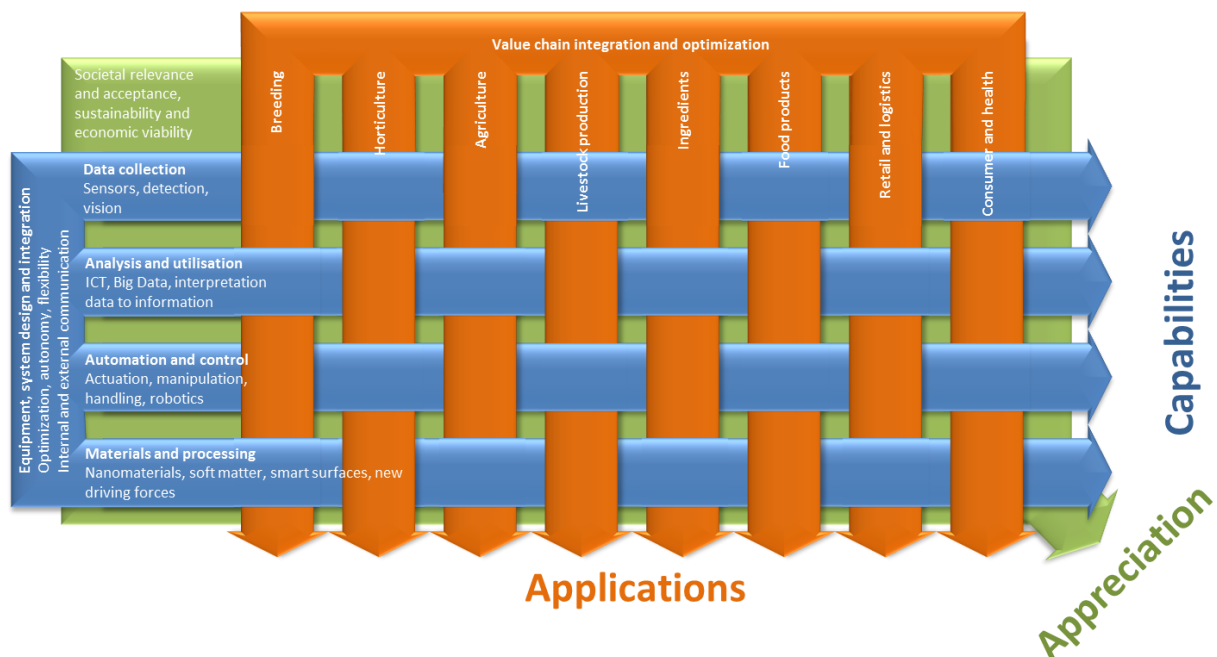 Value chain integration and optimization
Societal relevance
and acceptance,
sustainability and
economic viability
Breeding
Horticulture
Agriculture
Livestock production
Ingredients
Food products
Retail and logistics
Consumer and health
Equipment, system design and integration
Optimization, autonomy, flexibility
Internal and external communication
Data collection
Sensors, detection,
vision
Analysis and utilisation
ICT, Big Data, interpretation
data to information
Automation and control
Actuation, manipulation,
handling, robotics
Materials and processing
Nanomaterials, soft matter, smart surfaces, new
driving forces
Capabilities
Applications
Appreciation